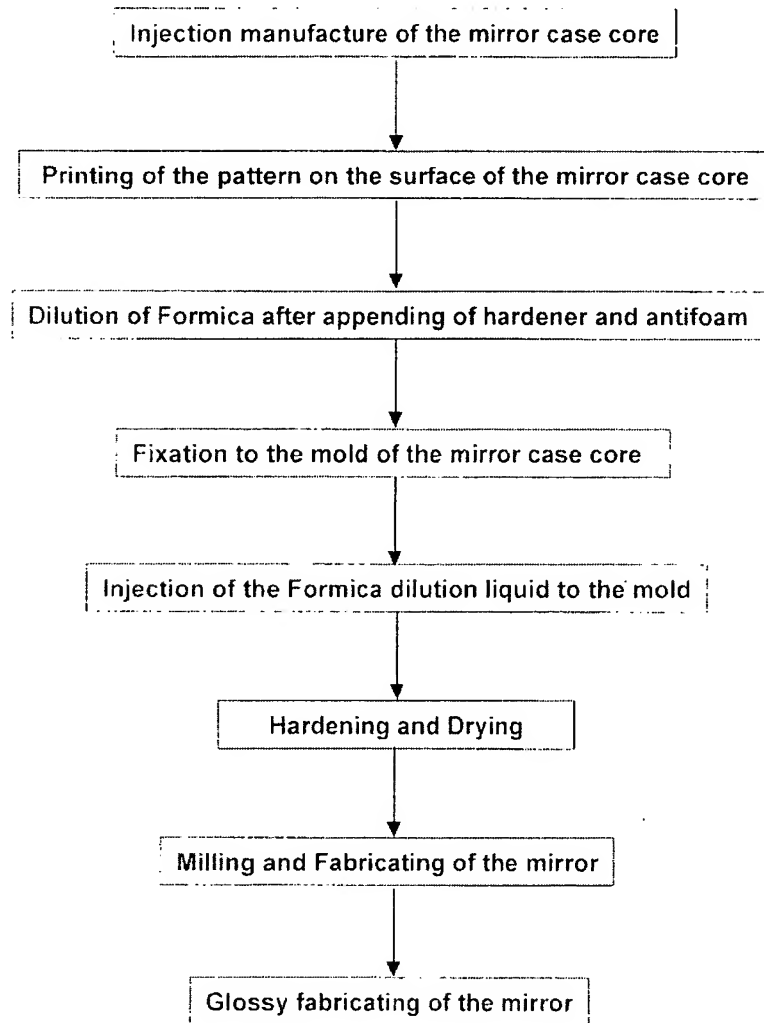 Injection manufacture of the mirror case core
Printing of the pattern on the surface of the mirror case core
Dilution of Formica after appending of hardener and antifoam
Fixation to the mold of the mirror case core
Injection of the Formica dilution liquid to the mold
Hardening and Drying
Milling and Fabricating of the mirror
Glossy fabricating of the mirror